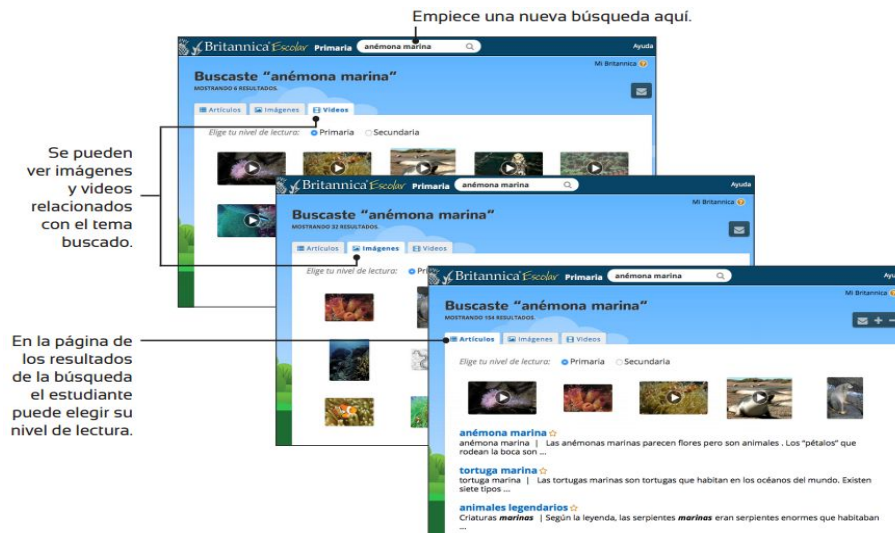 Empiece una nueva búsqueda aquí.
Britannica Escolar Primaria anémona marina Ayuda
Mi Britannica
Buscaste “anémona marina”
MOSTRANDO 6 RESULTADOS.
Artículos Imágenes Videos
Elige tu nivel de lectura: Primaria Secundaria
Se pueden
ver imágenes
y videos
relacionados
con el tema
buscado.
Britannica Escolar Primaria anémona marina Ayuda
Mi Britannica
Buscaste “anémona marina”
MOSTRANDO 22 RESULTADOS.
Artículos Imágenes Videos
Elige tu nivel de lectura: Pri
En la página de
los resultados
de la búsqueda
el estudiante
puede elegir su
nivel de lectura.
Britannica Escolar Primaria anémona marina Ayu
Mi Britannica
Buscaste “anémona marina”
MOSTRANDO 154 RESULTADOS.
Artículos Imágenes Videos
Elige tu nivel de lectura: Primaria Secundaria
anémona marina
anémona marina | Las anémonas marinas parecen flores pero son animales . Los “pétalos” que
rodean la boca son ...
tortuga marina
tortuga marina | Las tortugas marinas son tortugas que habitan en los océanos del mundo. Existen
siete tipos ...
animales legendarios
Criaturas marinas | Según la leyenda, las serpientes marinas eran serpientes enormes que habitaban
...